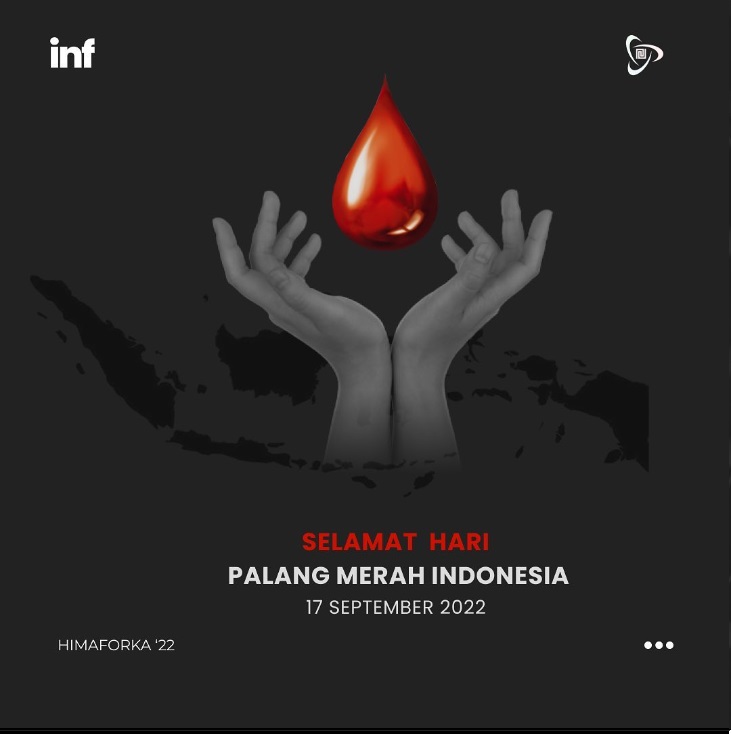 inf
SELAMAT HARI
PALANG MERAH INDONESIA
17 SEPTEMBER 2022
HIMAFORKA ‘22